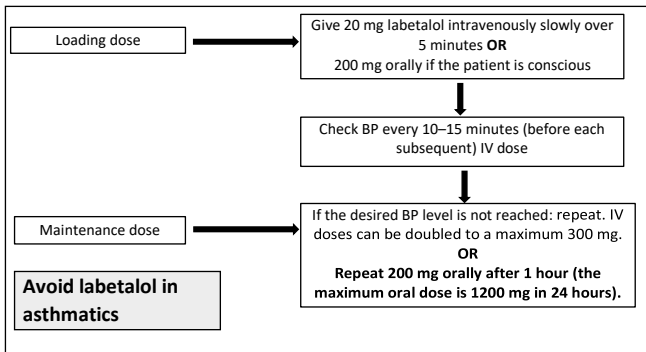 Loading dose
Give 20 mg labetalol intravenously slowly over
5 minutes OR
200 mg orally if the patient is conscious
Check BP every 10–15 minutes (before each
subsequent) IV dose
Maintenance dose
If the desired BP level is not reached: repeat. IV
doses can be doubled to a maximum 300 mg.
OR
Repeat 200 mg orally after 1 hour (the
maximum oral dose is 1200 mg in 24 hours).
Avoid labetalol in
asthmatics